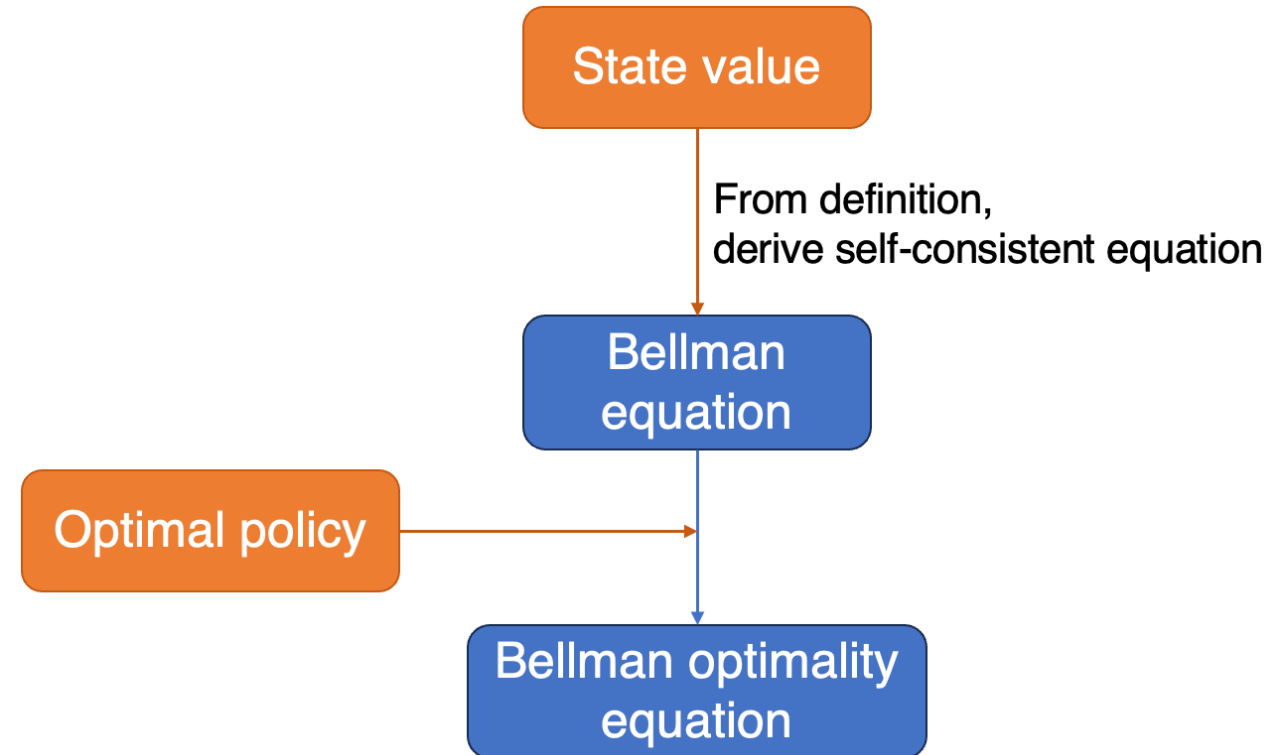 State value
From definition,
derive self-consistent equation
Bellman
equation
Optimal policy
Bellman optimality
equation